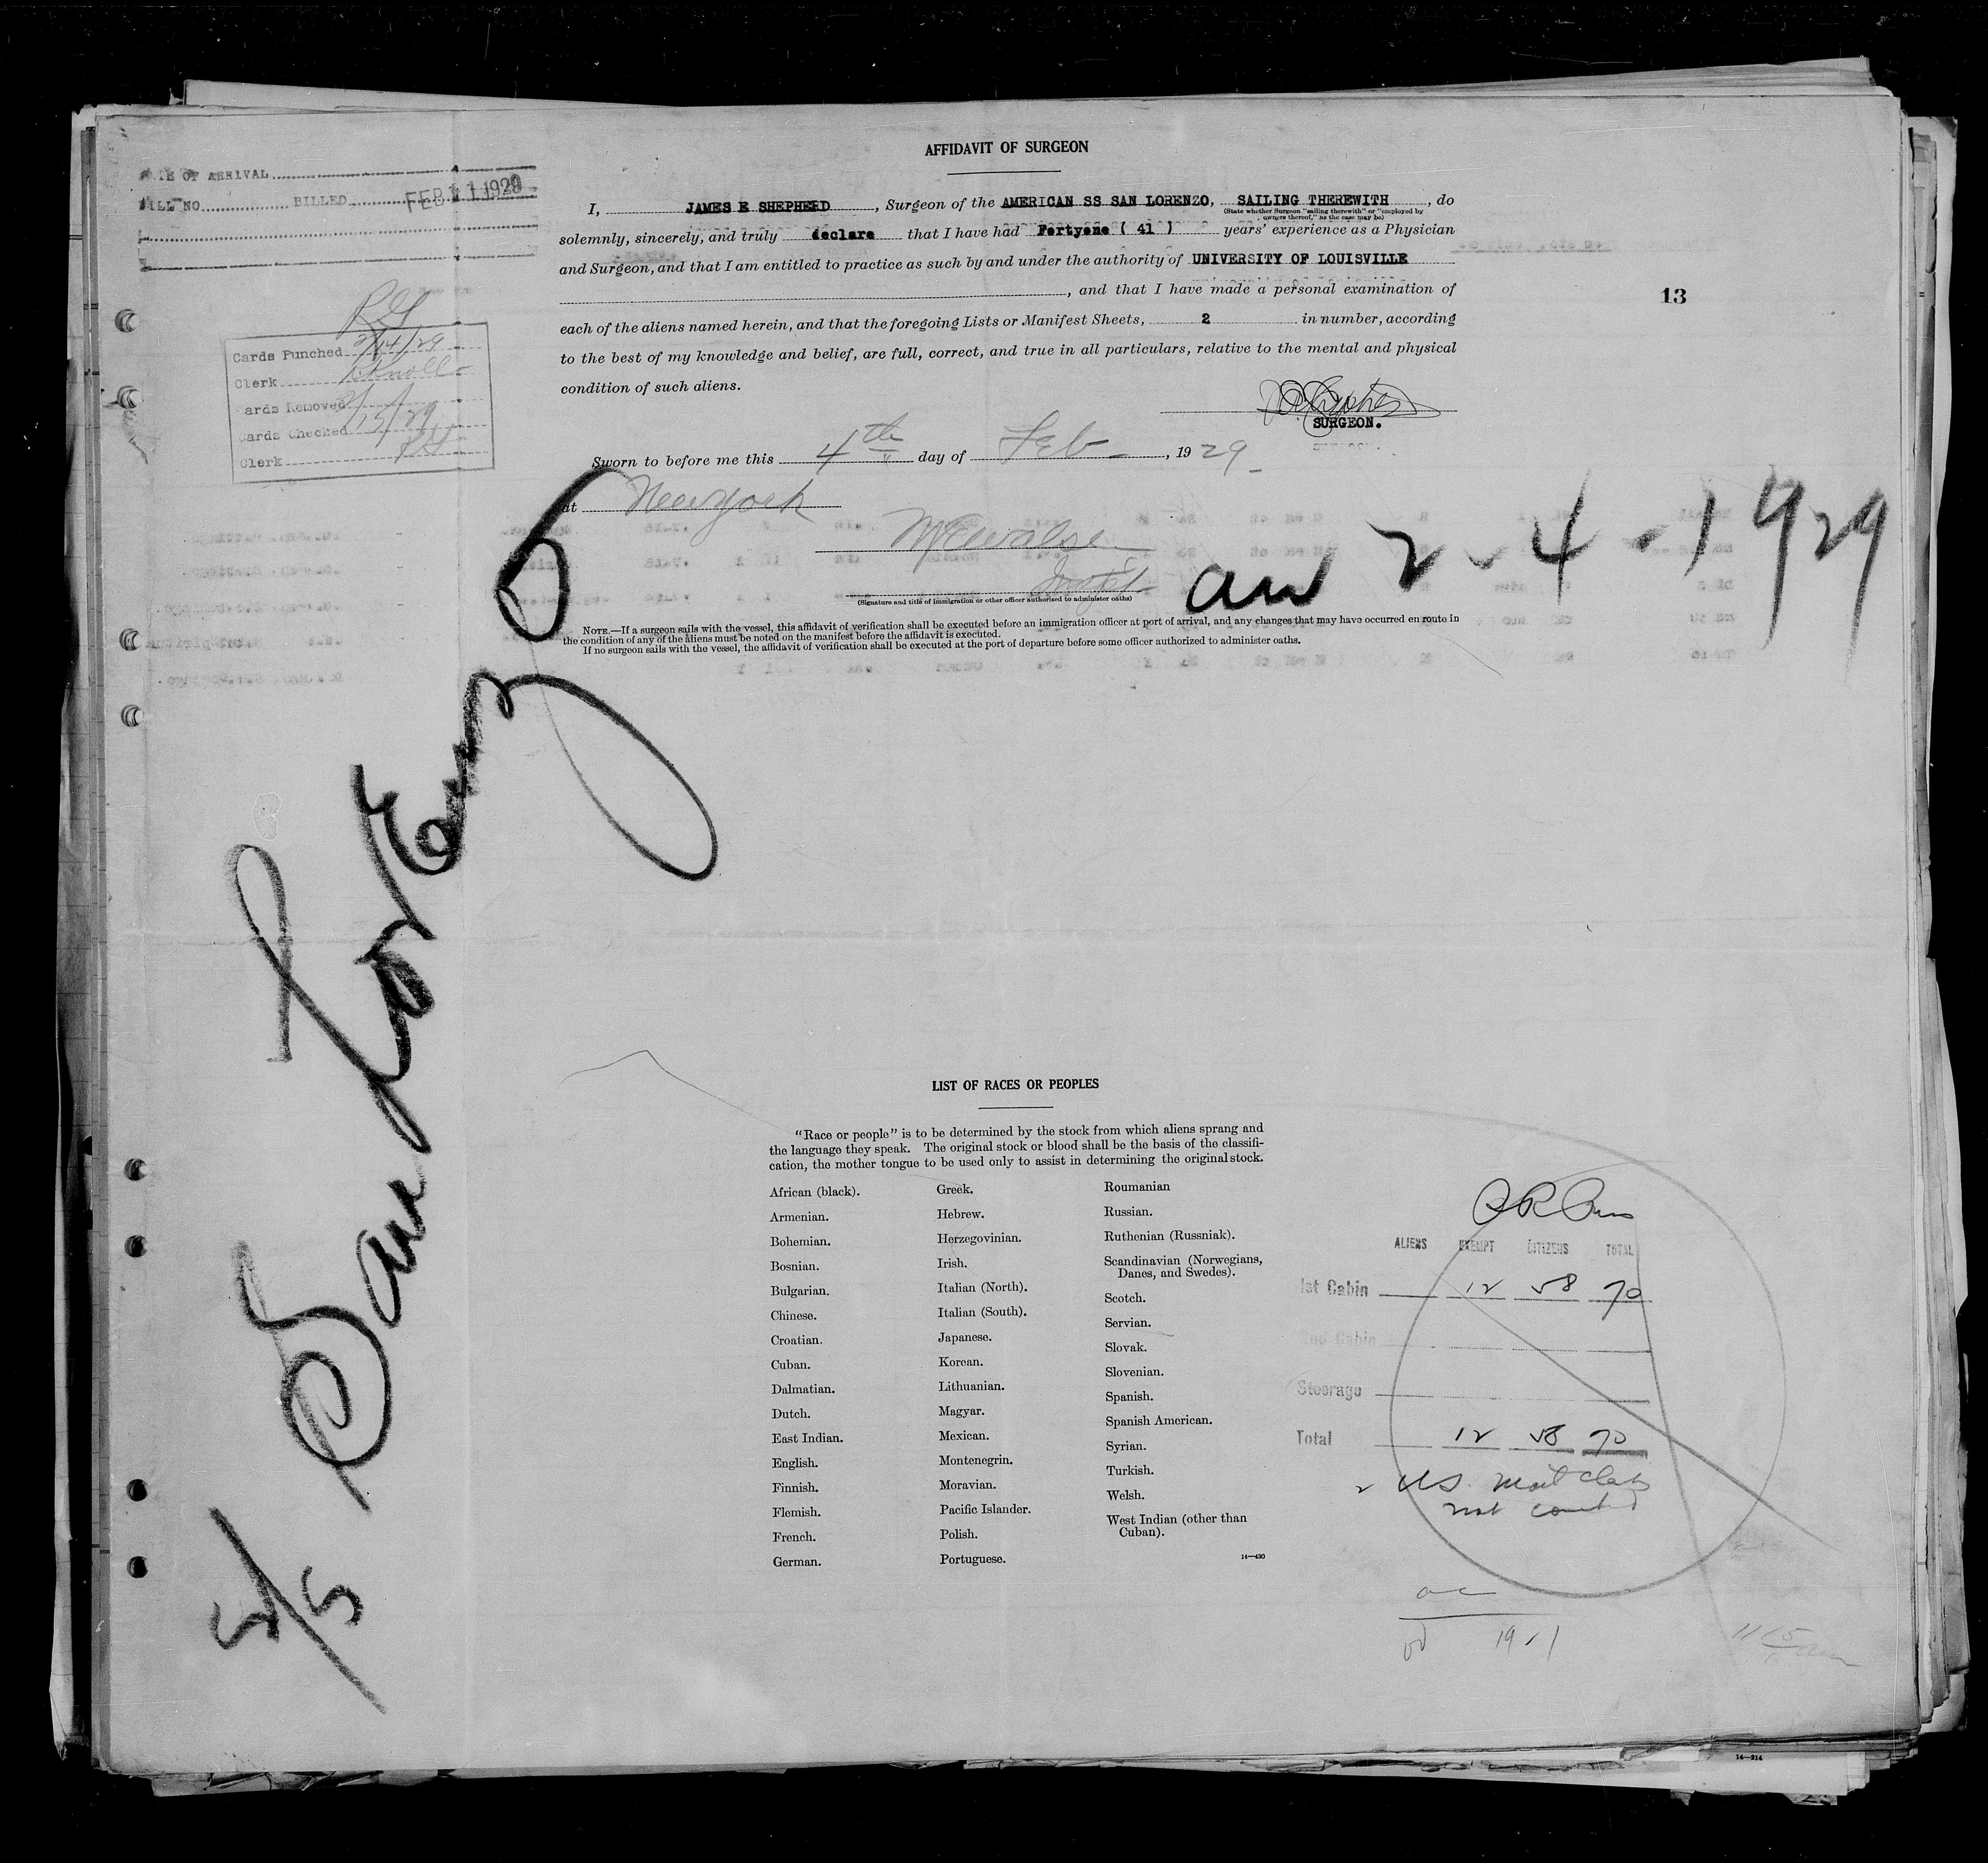 AFFIDAVIT OF SURGEON
DATE OF ARRIVAL
BILL NO. BILLED FEB 11 1929
I, JAMES E SHEPHERD, Surgeon of the AMERICAN SS SAN LORENZO, SAILING THEREWITH, do
(State whether Surgeon "sailing therewith" or "employed by
owners thereof," as the case may be)
solemnly, sincerely, and truly declare that I have had Fortyone ( 41 ) years' experience as a Physician
and Surgeon, and that I am entitled to practice as such by and under the authority of UNIVERSITY OF LOUISVILLE
, and that I have made a personal examination of
each of the aliens named herein, and that the foregoing Lists or Manifest Sheets, 2 in number, according
to the best of my knowledge and belief, are full, correct, and true in all particulars, relative to the mental and physical
condition of such aliens.
SURGEON.
13
Cards Punched 2/14/29
Clerk Knoll
Cards Removed
Cards Checked 2/15/29
Clerk
Sworn to before me this 4th day of Feb, 1929
at New York
(Signature and title of immigration or other officer authorized to administer oaths)
arr 2-4-1929
NOTE.—If a surgeon sails with the vessel, this affidavit of verification shall be executed before an immigration officer at port of arrival, and any changes that may have occurred en route in
the condition of any of the aliens must be noted on the manifest before the affidavit is executed.
If no surgeon sails with the vessel, the affidavit of verification shall be executed at the port of departure before some officer authorized to administer oaths.
S/S San Lorenzo
LIST OF RACES OR PEOPLES
"Race or people" is to be determined by the stock from which aliens sprang and
the language they speak. The original stock or blood shall be the basis of the classifi-
cation, the mother tongue to be used only to assist in determining the original stock.
African (black).
Armenian.
Bohemian.
Bosnian.
Bulgarian.
Chinese.
Croatian.
Cuban.
Dalmatian.
Dutch.
East Indian.
English.
Finnish.
Flemish.
French.
German.
Greek.
Hebrew.
Herzegovinian.
Irish.
Italian (North).
Italian (South).
Japanese.
Korean.
Lithuanian.
Magyar.
Mexican.
Montenegrin.
Moravian.
Pacific Islander.
Polish.
Portuguese.
Roumanian
Russian.
Ruthenian (Russniak).
Scandinavian (Norwegians,
Danes, and Swedes).
Scotch.
Servian.
Slovak.
Slovenian.
Spanish.
Spanish American.
Syrian.
Turkish.
Welsh.
West Indian (other than
Cuban).
14—430
ALIENS EXEMPT CITIZENS TOTAL
1st Cabin 12 58 70
2nd Cabin
Steerage
Total 12 58 70
2 US. Mail Clerks
not counted
11 15 am
14—214